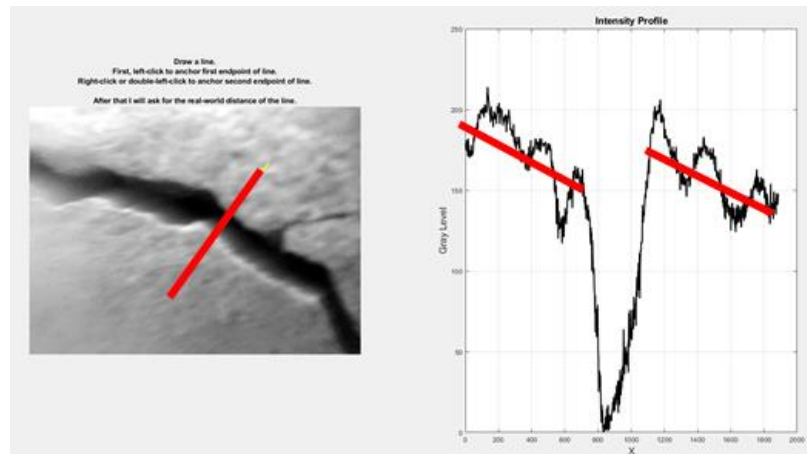 Draw a line.
First, left-click to anchor first endpoint of line.
Right-click or double-left-click to anchor second endpoint of line.
After that I will ask for the real-world distance of the line.
Intensity Profile
Gray Level
250
200
150
100
50
0
0 200 400 600 800 1000 1200 1400 1600 1800 2000
X